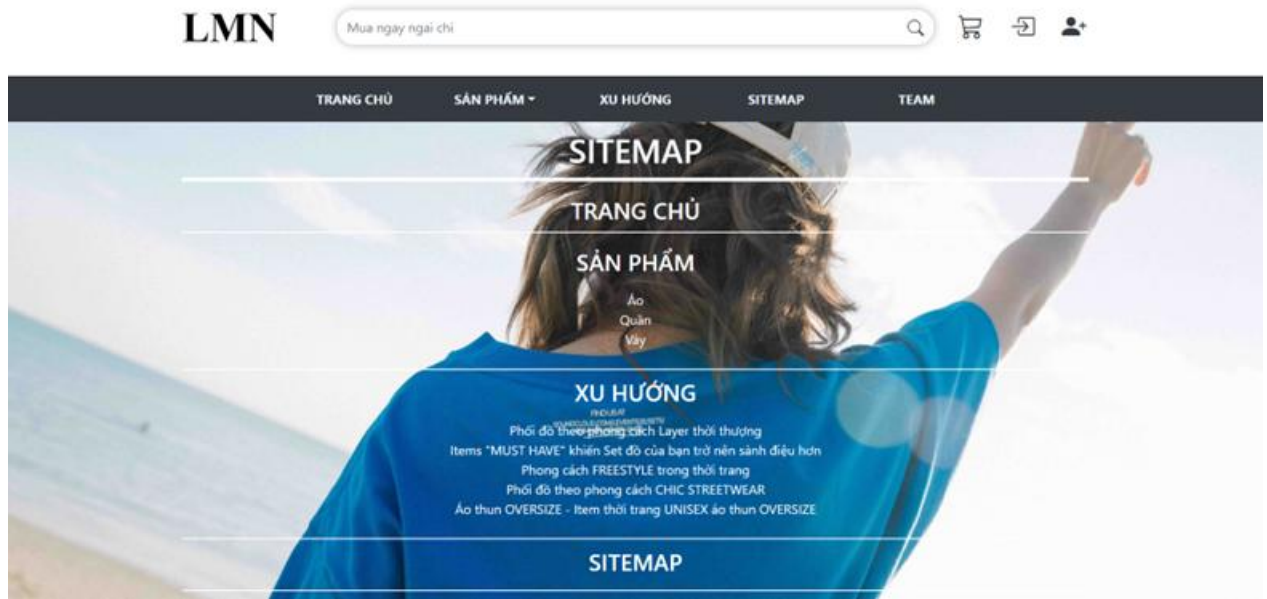 LMN
Mua ngay ngai chi
TRANG CHỦ SẢN PHẨM XU HƯỚNG SITEMAP TEAM
SITEMAP
TRANG CHỦ
SẢN PHẨM
Áo
Quần
Váy
XU HƯỚNG
FIND US AT
Phối đồ theo phong cách Layer thời thượng
Items "MUST HAVE" khiến Set đồ của bạn trở nên sành điệu hơn
Phong cách FREESTYLE trong thời trang
Phối đồ theo phong cách CHIC STREETWEAR
Áo thun OVERSIZE - Item thời trang UNISEX áo thun OVERSIZE
SITEMAP